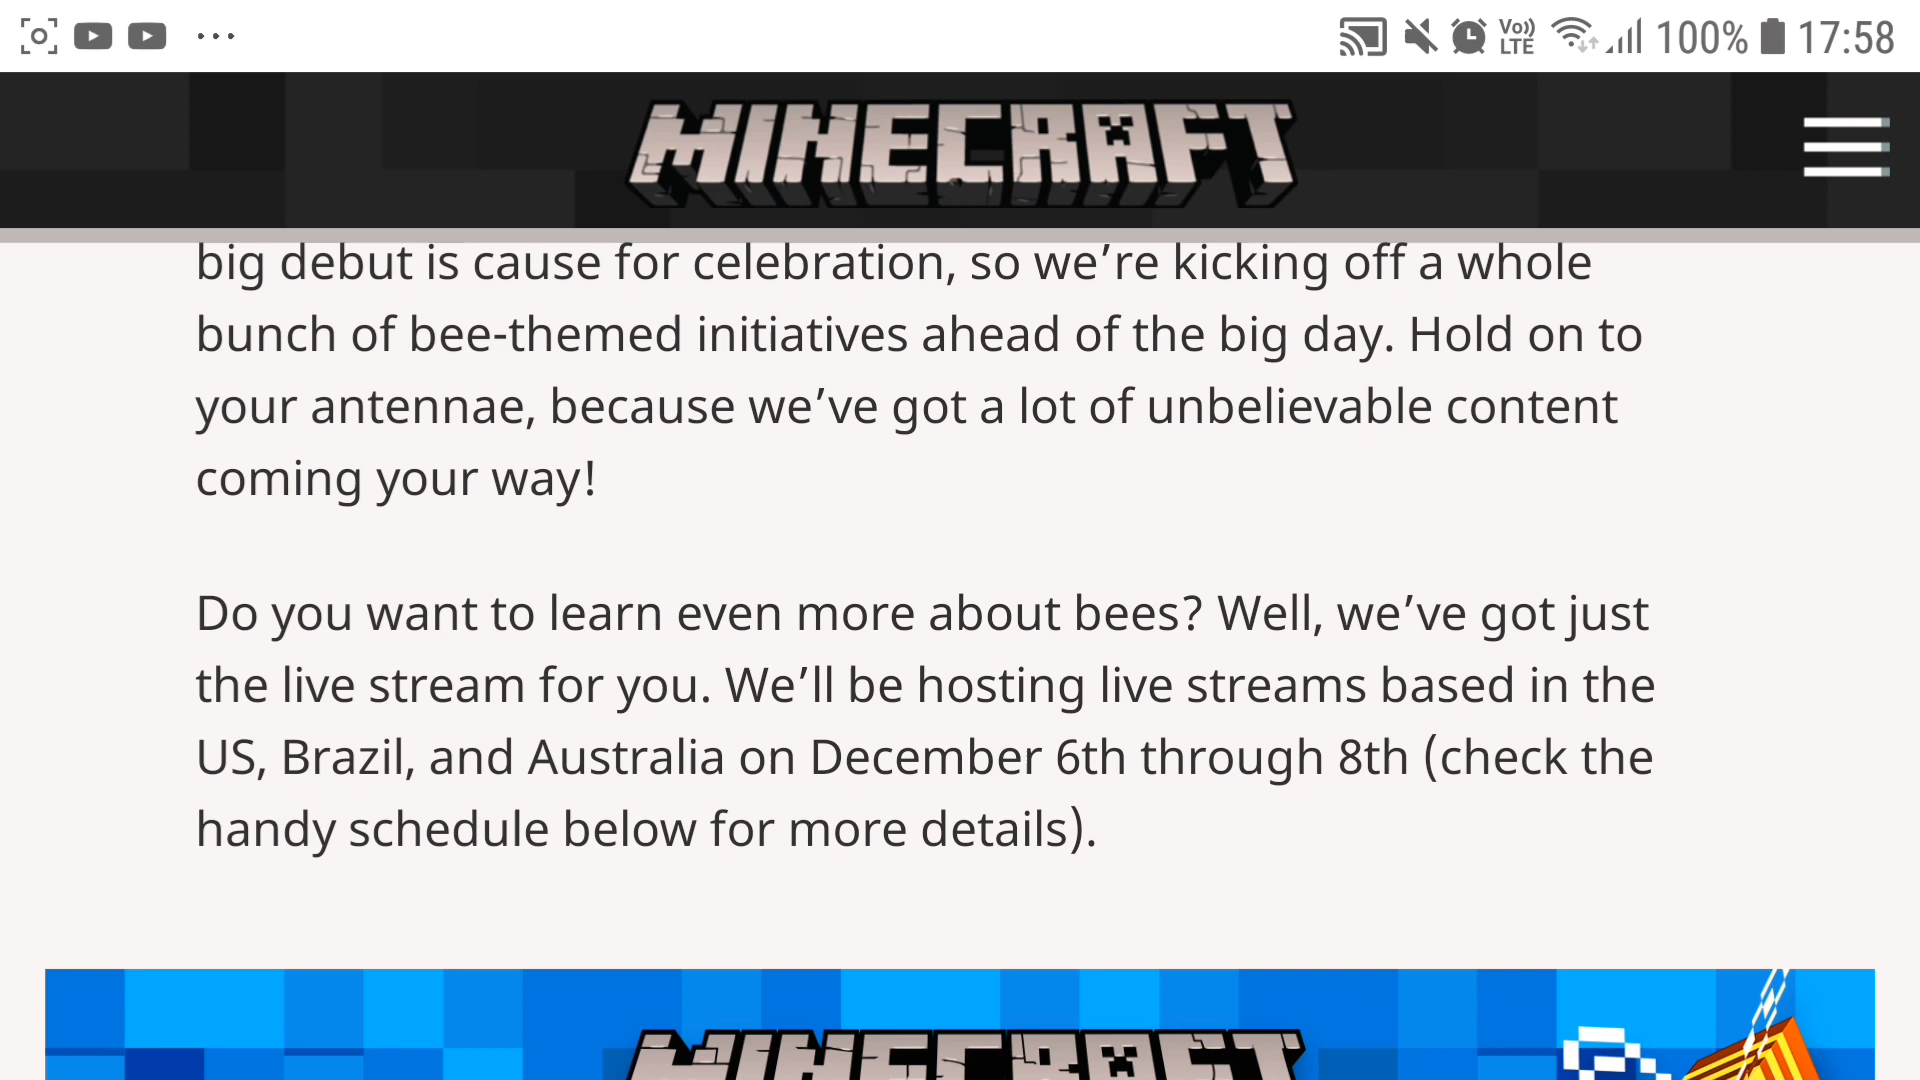 100% 17:58
Vo)) LTE
MINECRAFT
big debut is cause for celebration, so we’re kicking off a whole
bunch of bee-themed initiatives ahead of the big day. Hold on to
your antennae, because we’ve got a lot of unbelievable content
coming your way!
Do you want to learn even more about bees? Well, we’ve got just
the live stream for you. We’ll be hosting live streams based in the
US, Brazil, and Australia on December 6th through 8th (check the
handy schedule below for more details).
MINECRAFT